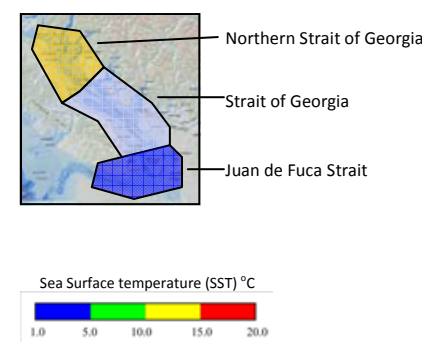 Northern Strait of Georgia
Strait of Georgia
Juan de Fuca Strait
Sea Surface temperature (SST) °C
1.0 5.0 10.0 15.0 20.0